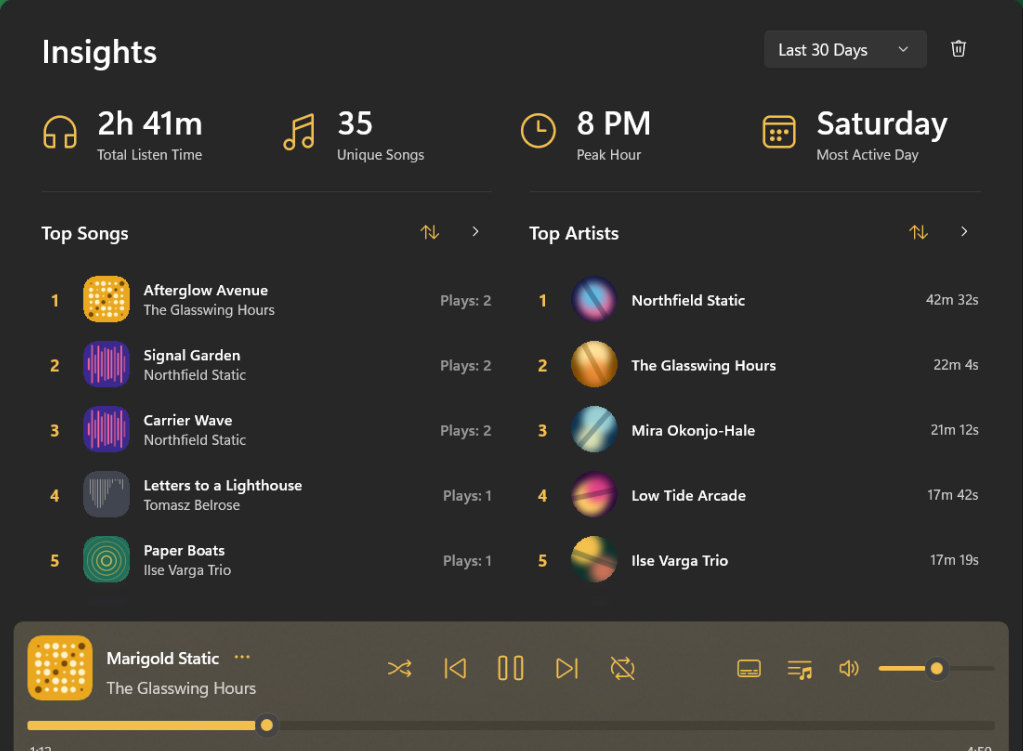 Insights
Last 30 Days
2h 41m
Total Listen Time
35
Unique Songs
8 PM
Peak Hour
Saturday
Most Active Day
Top Songs
1
Afterglow Avenue
The Glasswing Hours
Plays: 2
2
Signal Garden
Northfield Static
Plays: 2
3
Carrier Wave
Northfield Static
Plays: 2
4
Letters to a Lighthouse
Tomasz Belrose
Plays: 1
5
Paper Boats
Ilse Varga Trio
Plays: 1
Top Artists
1
Northfield Static
42m 32s
2
The Glasswing Hours
22m 4s
3
Mira Okonjo-Hale
21m 12s
4
Low Tide Arcade
17m 42s
5
Ilse Varga Trio
17m 19s
Marigold Static
The Glasswing Hours